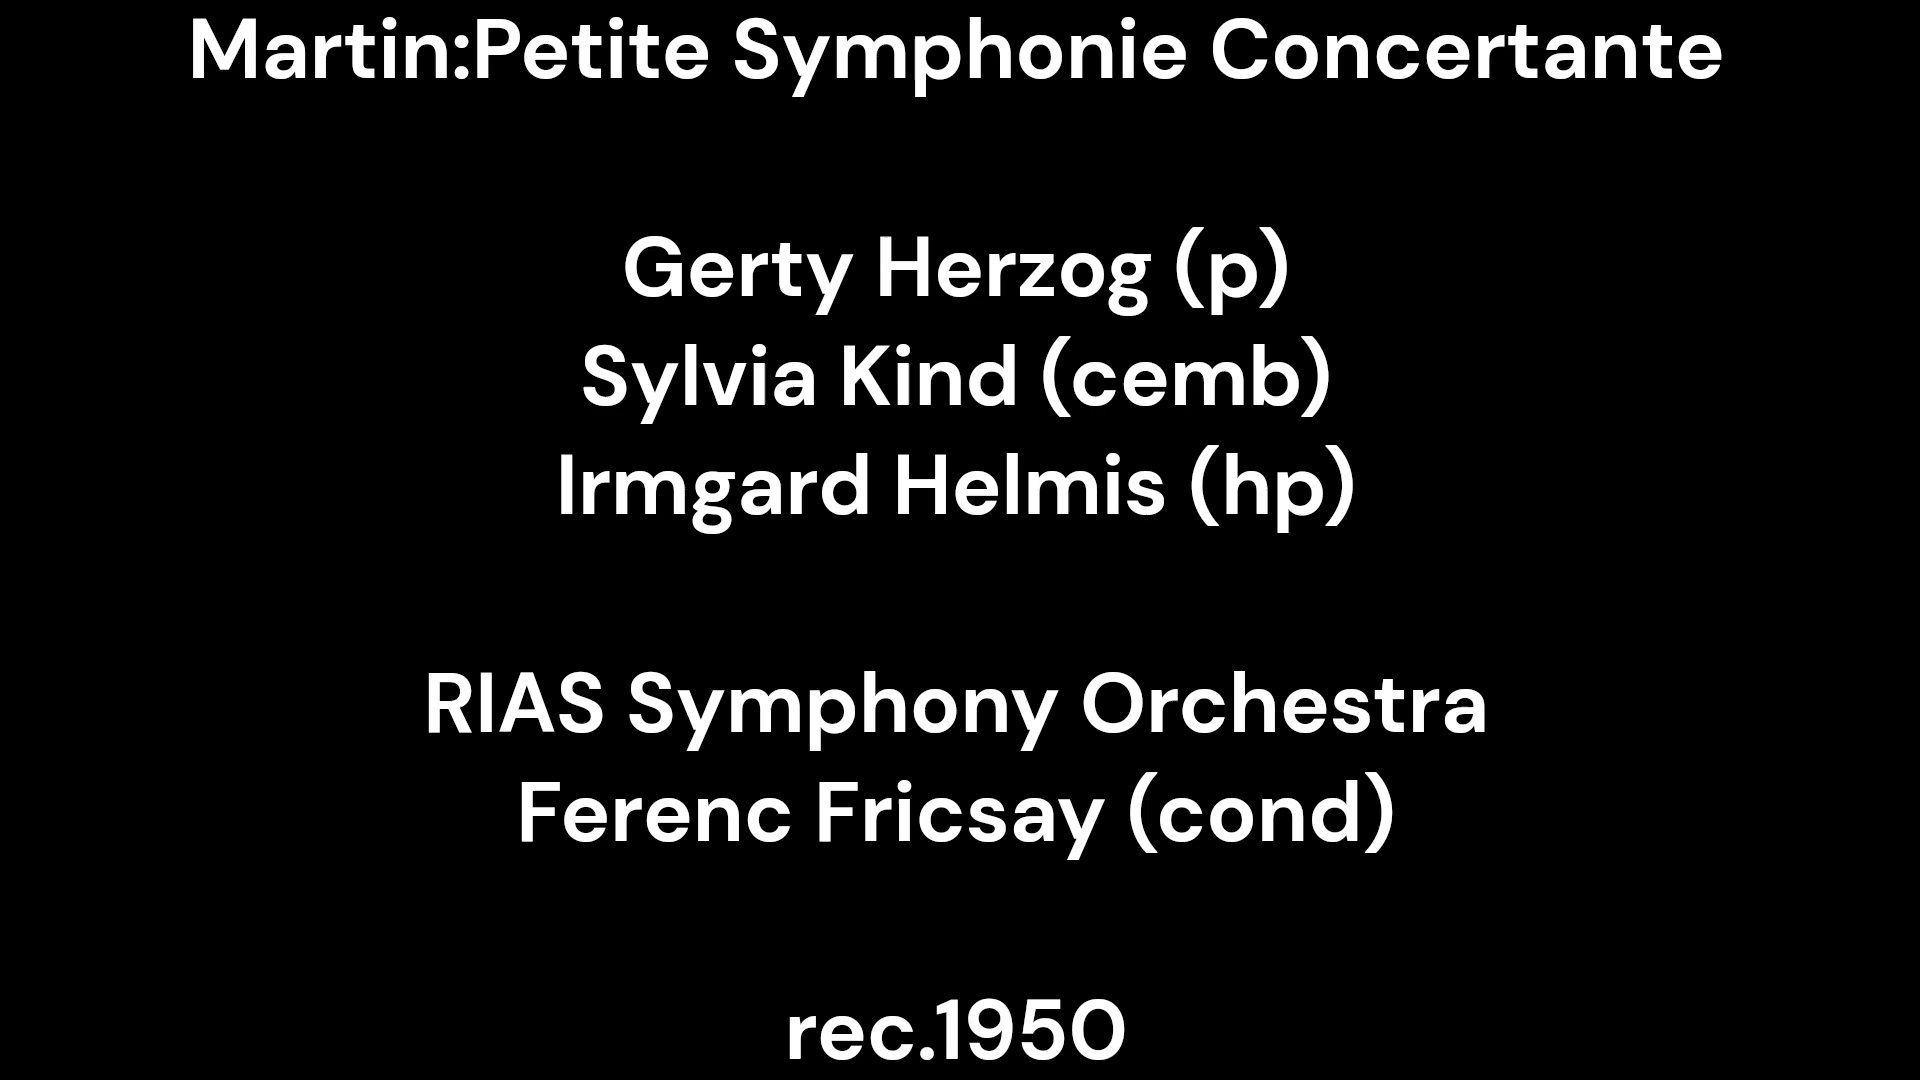 Martin:Petite Symphonie Concertante
Gerty Herzog (p)
Sylvia Kind (cemb)
Irmgard Helmis (hp)
RIAS Symphony Orchestra
Ferenc Fricsay (cond)
rec.1950